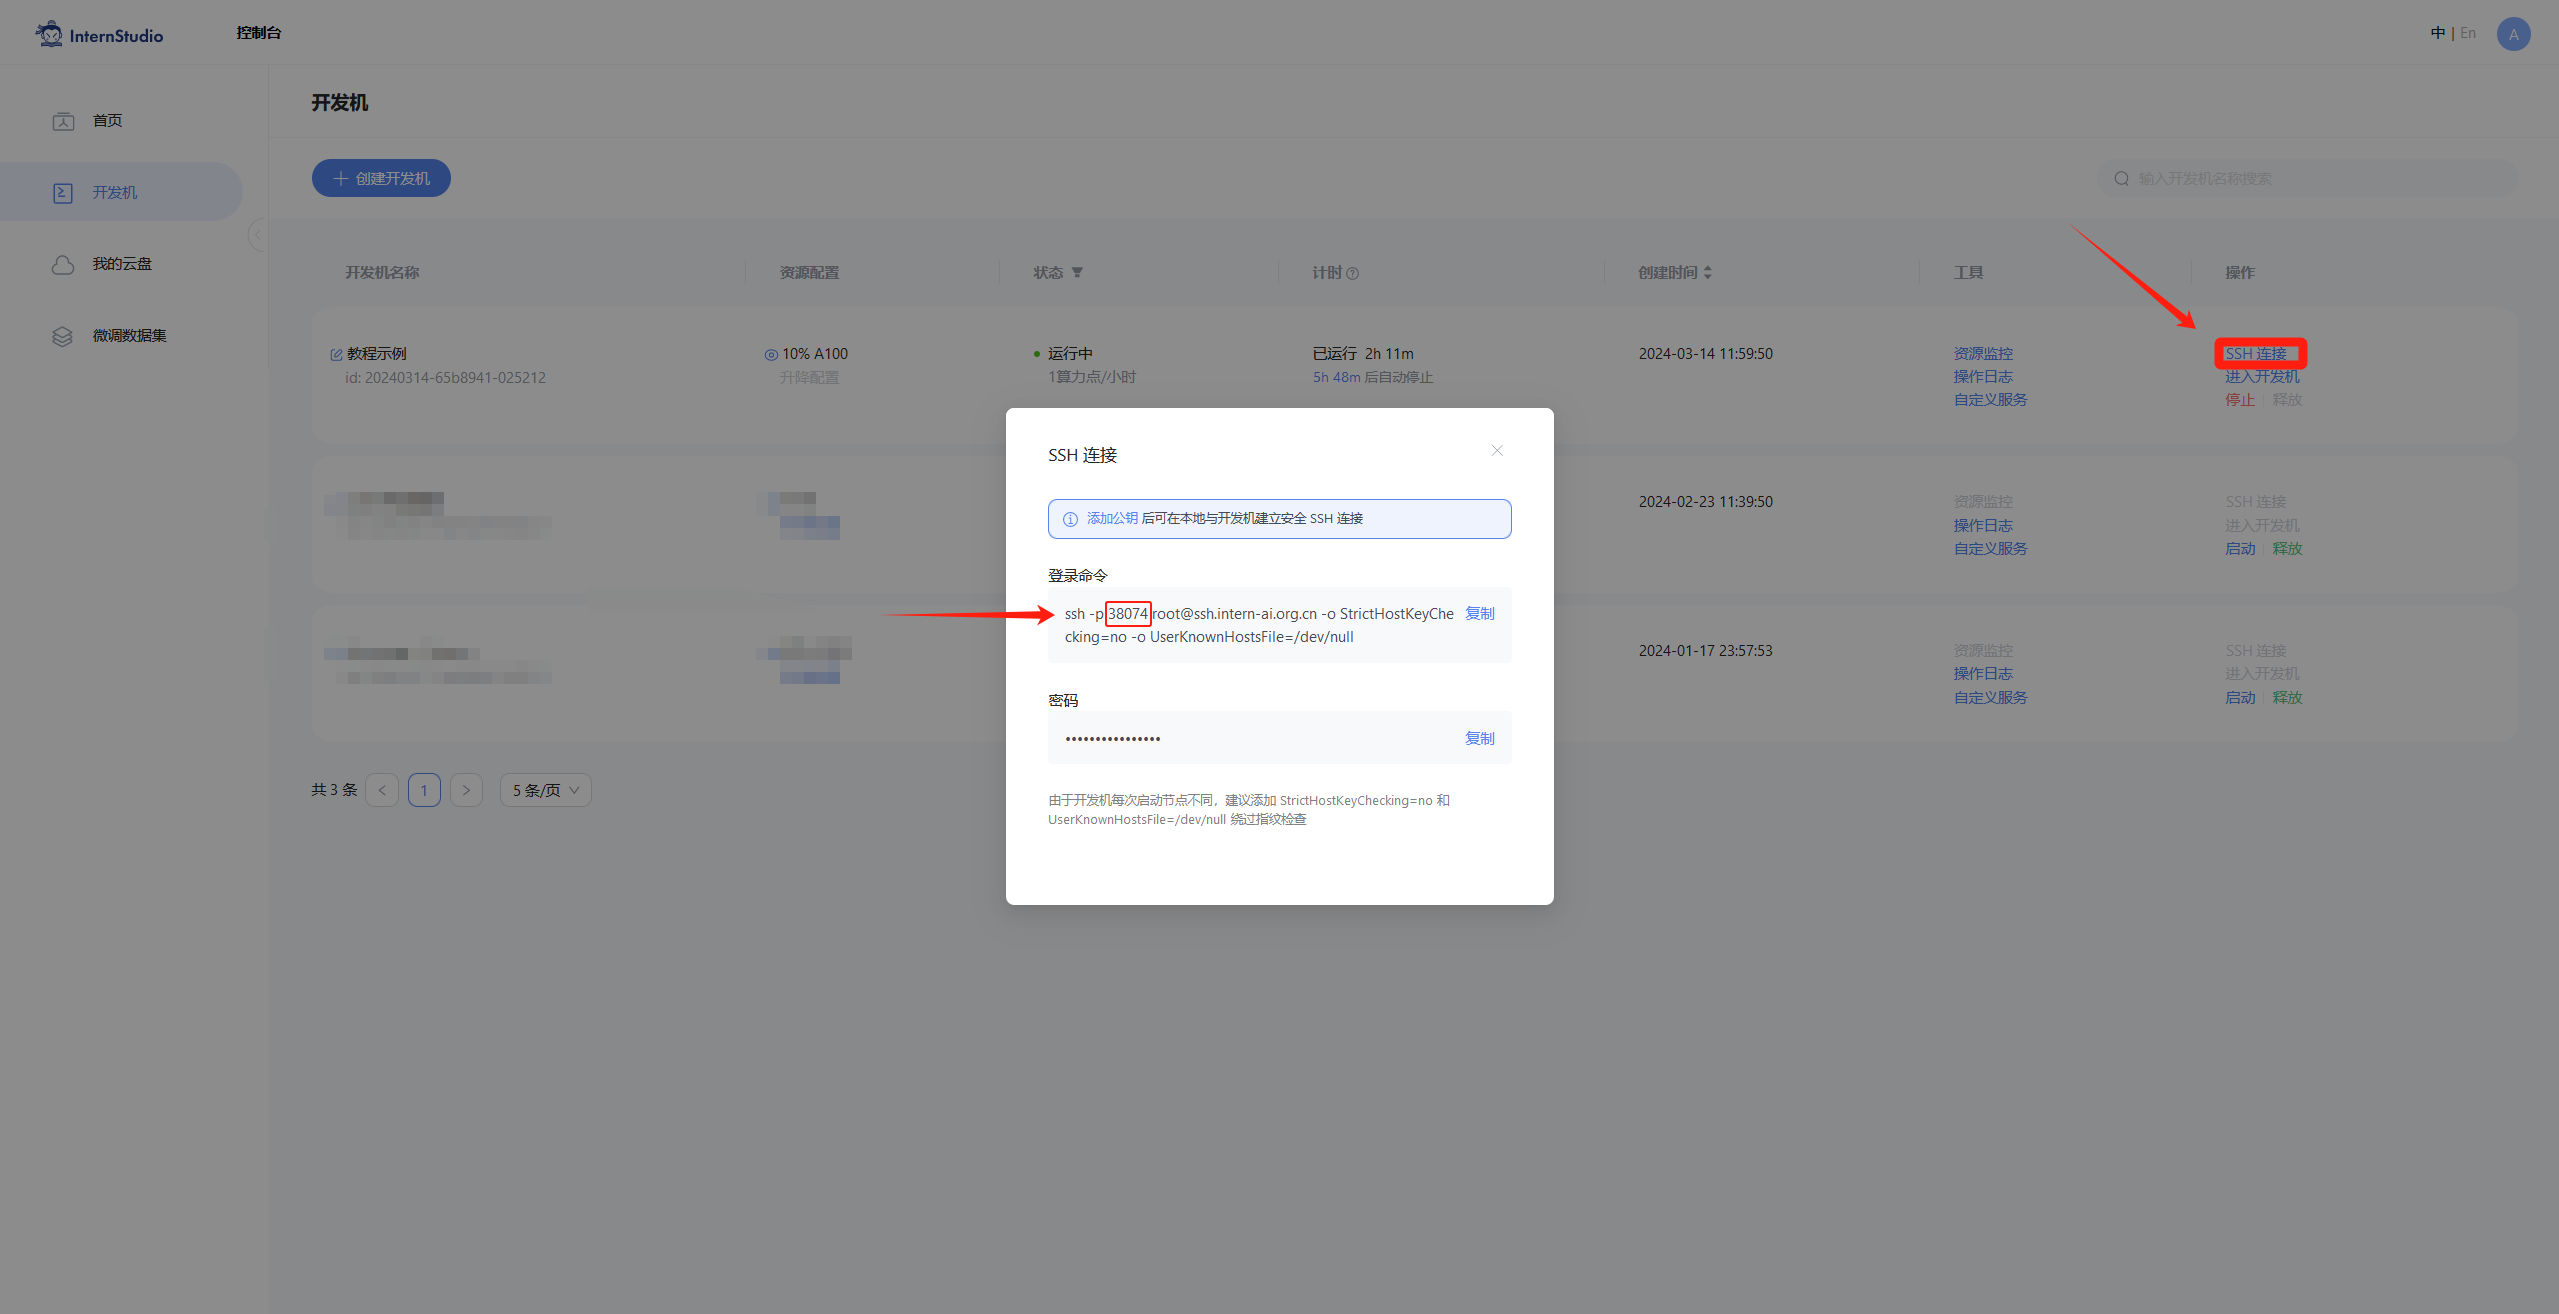 InternStudio
控制台
中 | En
A
首页
开发机
我的云盘
微调数据集
开发机
创建开发机
输入开发机名称搜索
开发机名称 资源配置 状态 计时 创建时间 工具 操作
教程示例 10% A100 运行中 已运行 2h 11m 2024-03-14 11:59:50 资源监控 SSH 连接
id: 20240314-65b8941-025212 升降配置 1算力点/小时 5h 48m 后自动停止 操作日志 进入开发机
自定义服务 停止 释放
2024-02-23 11:39:50 资源监控 SSH 连接
操作日志 进入开发机
自定义服务 启动 释放
2024-01-17 23:57:53 资源监控 SSH 连接
操作日志 进入开发机
自定义服务 启动 释放
共 3 条 < 1 > 5 条/页
SSH 连接
添加公钥 后可在本地与开发机建立安全 SSH 连接
登录命令
ssh -p 38074 root@ssh.intern-ai.org.cn -o StrictHostKeyChe 复制
cking=no -o UserKnownHostsFile=/dev/null
密码
•••••••••••••••• 复制
由于开发机每次启动节点不同，建议添加 StrictHostKeyChecking=no 和
UserKnownHostsFile=/dev/null 绕过指纹检查